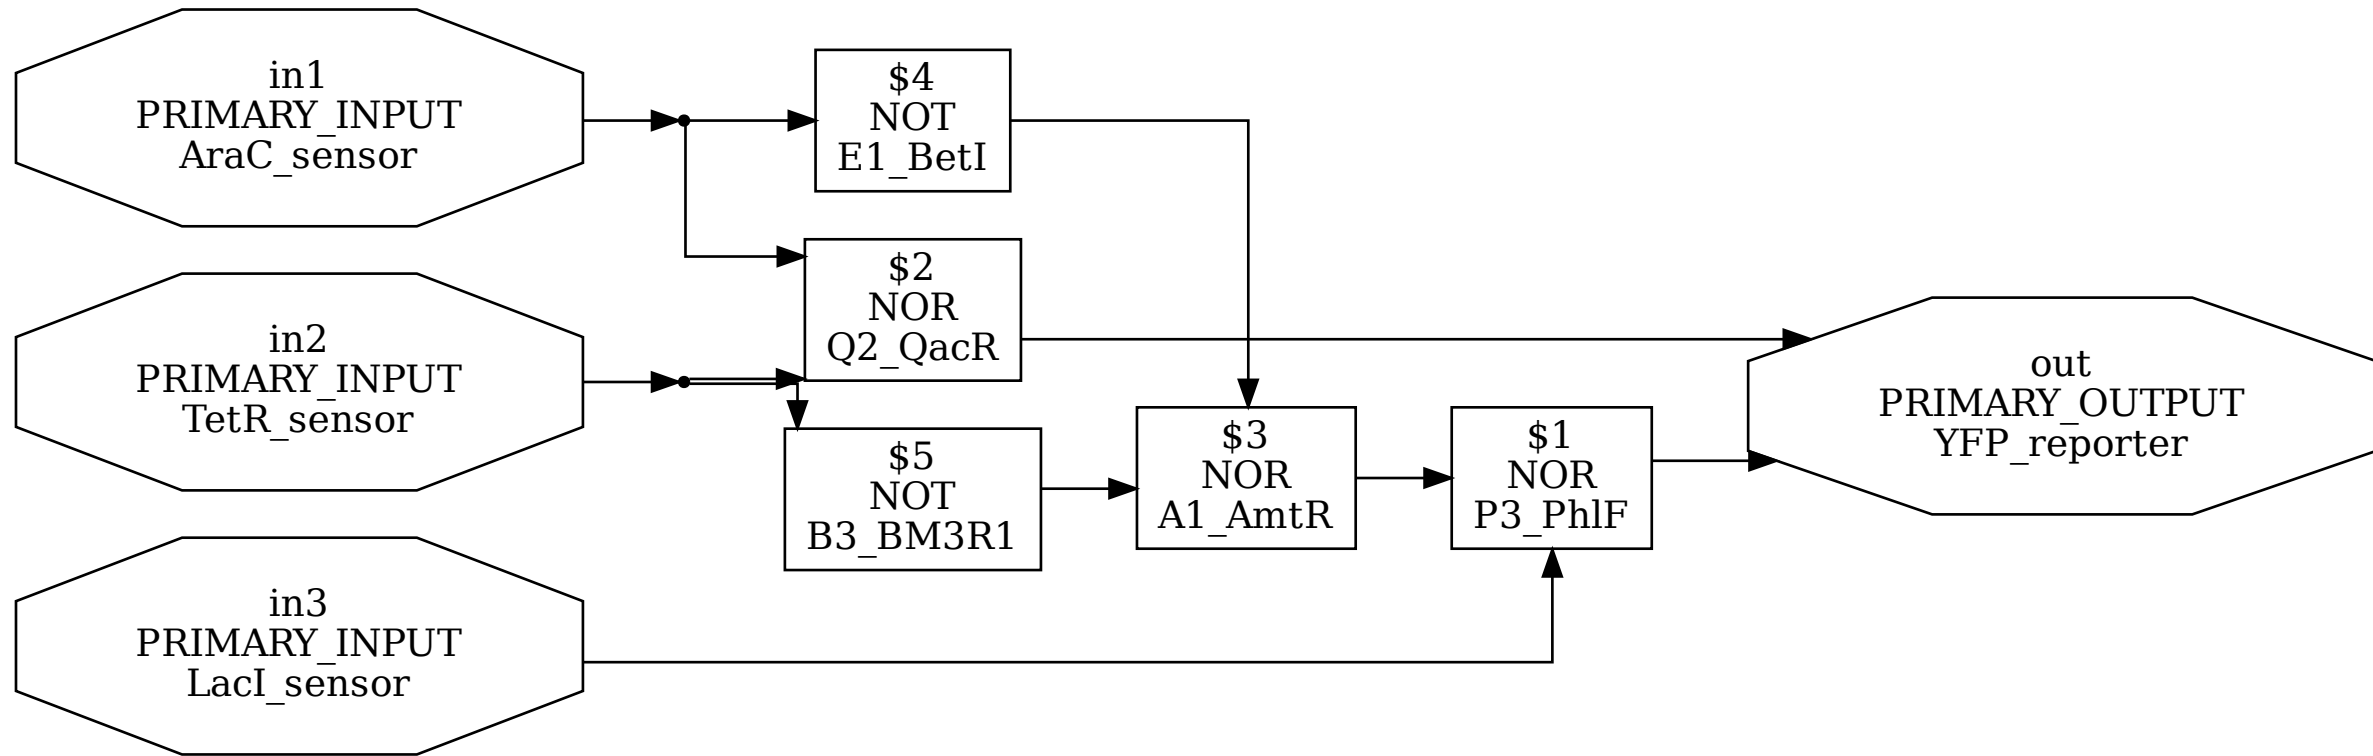 in1
PRIMARY_INPUT
AraC_sensor
$4
NOT
E1_BetI
$2
NOR
Q2_QacR
in2
PRIMARY_INPUT
TetR_sensor
out
PRIMARY_OUTPUT
YFP_reporter
$5
NOT
B3_BM3R1
$3
NOR
A1_AmtR
$1
NOR
P3_PhlF
in3
PRIMARY_INPUT
LacI_sensor